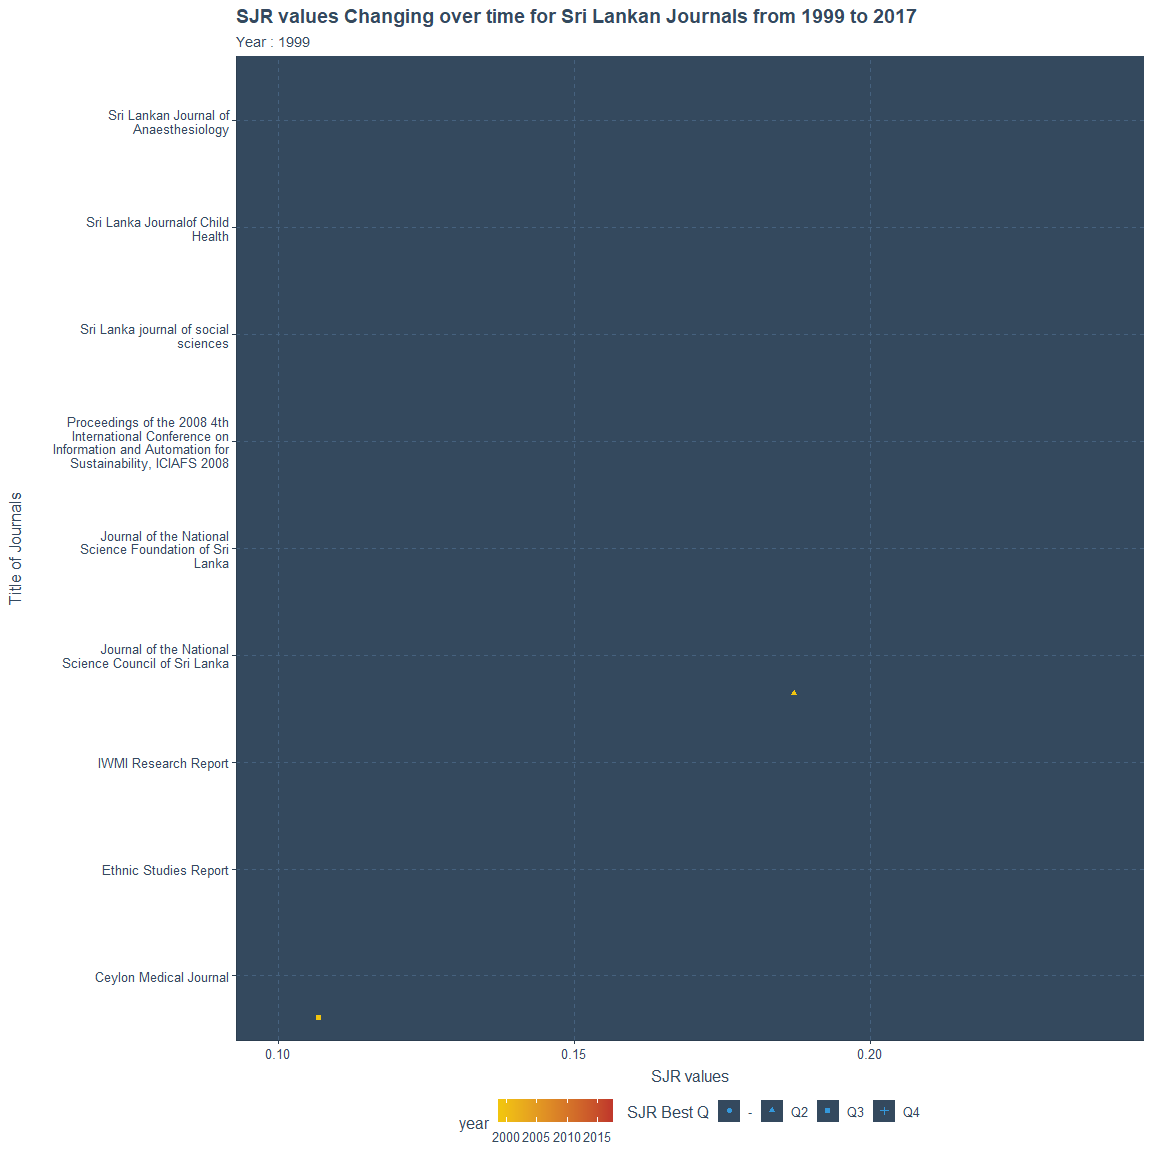 SJR values Changing over time for Sri Lankan Journals from 1999 to 2017
Year : 1999
Title of Journals
Sri Lankan Journal of
Anaesthesiology
Sri Lanka Journalof Child
Health
Sri Lanka journal of social
sciences
Proceedings of the 2008 4th
International Conference on
Information and Automation for
Sustainability, ICIAFS 2008
Journal of the National
Science Foundation of Sri
Lanka
Journal of the National
Science Council of Sri Lanka
IWMI Research Report
Ethnic Studies Report
Ceylon Medical Journal
0.10 0.15 0.20
SJR values
year 2000 2005 2010 2015 SJR Best Q - Q2 Q3 Q4